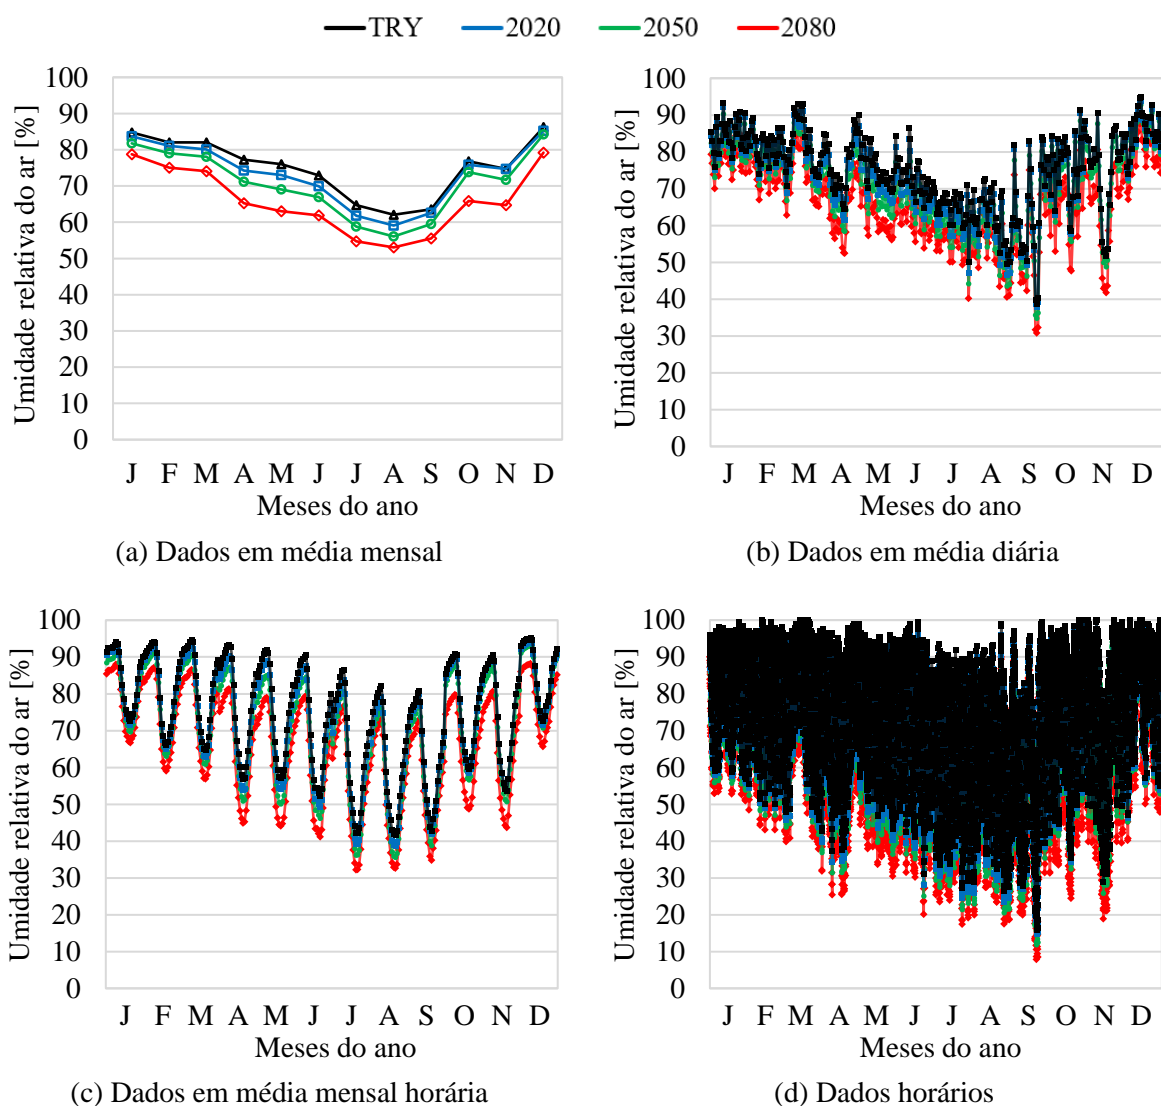 TRY 2020 2050 2080
Umidade relativa do ar [%]
100
90
80
70
60
50
40
30
20
10
0
J F M A M J J A S O N D
Meses do ano
(a) Dados em média mensal
Umidade relativa do ar [%]
100
90
80
70
60
50
40
30
20
10
0
J F M A M J J A S O N D
Meses do ano
(b) Dados em média diária
Umidade relativa do ar [%]
100
90
80
70
60
50
40
30
20
10
0
J F M A M J J A S O N D
Meses do ano
(c) Dados em média mensal horária
Umidade relativa do ar [%]
100
90
80
70
60
50
40
30
20
10
0
J F M A M J J A S O N D
Meses do ano
(d) Dados horários